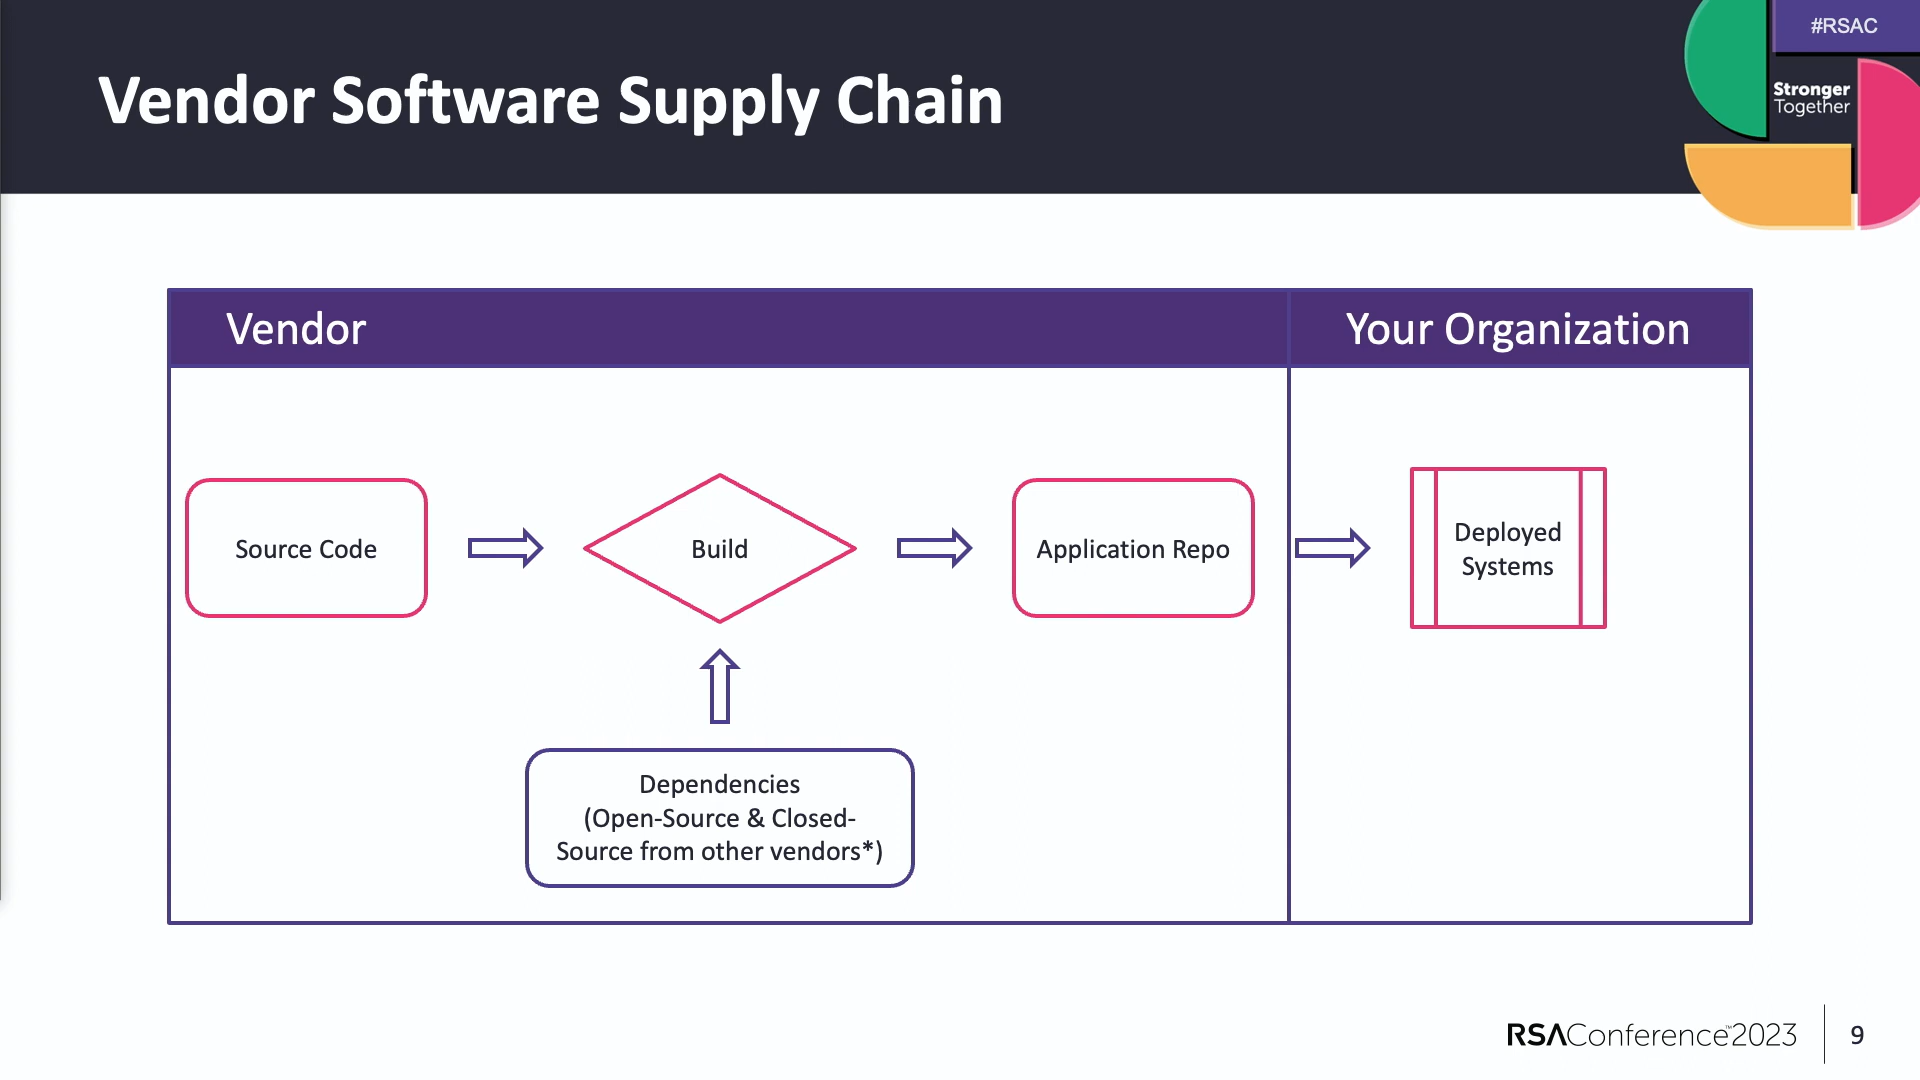 #RSAC
Stronger
Together
Vendor Software Supply Chain
Vendor
Your Organization
Source Code
Build
Application Repo
Deployed
Systems
Dependencies
(Open-Source & Closed-
Source from other vendors*)
RSAConference™2023
9